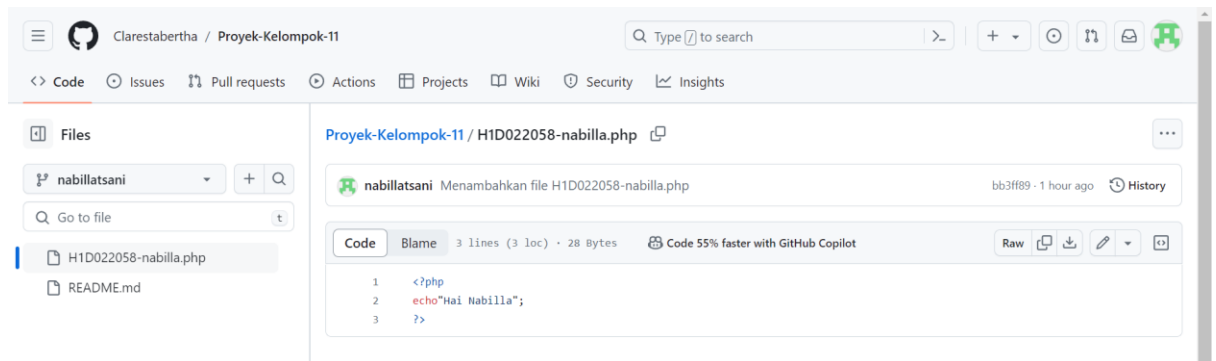 Clarestabertha / Proyek-Kelompok-11
Type / to search
>_
<> Code Issues Pull requests Actions Projects Wiki Security Insights
Files
nabillatsani
Go to file t
H1D022058-nabilla.php
README.md
Proyek-Kelompok-11 / H1D022058-nabilla.php
nabillatsani Menambahkan file H1D022058-nabilla.php bb3ff89 · 1 hour ago History
Code Blame 3 lines (3 loc) · 28 Bytes Code 55% faster with GitHub Copilot Raw
1 <?php
2 echo"Hai Nabilla";
3 ?>